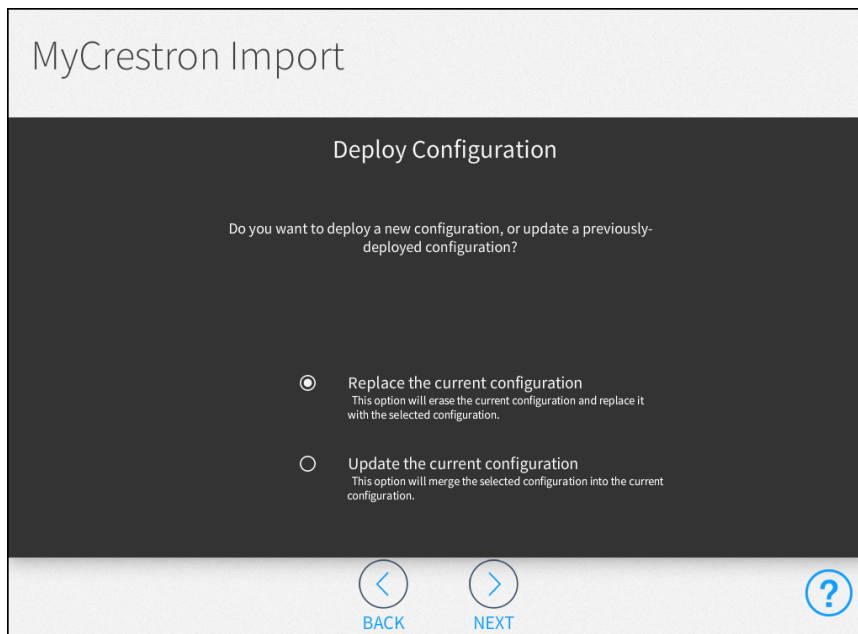 MyCrestron Import
Deploy Configuration
Do you want to deploy a new configuration, or update a previously-
deployed configuration?
Replace the current configuration
This option will erase the current configuration and replace it
with the selected configuration.
Update the current configuration
This option will merge the selected configuration into the current
configuration.
BACK
NEXT
?